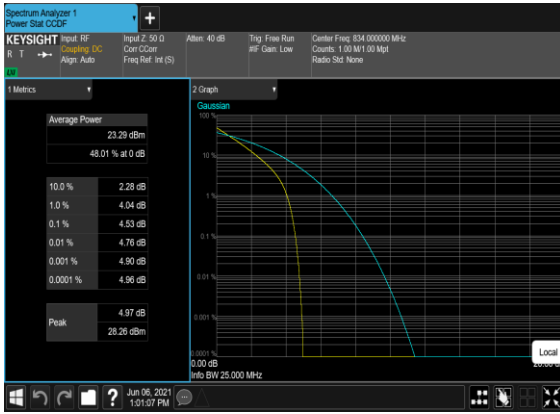 Spectrum Analyzer 1
Power Stat CCDF
KEYSIGHT
R T
Input: RF
Coupling: DC
Align: Auto
Input Z: 50 Ω
Corr CCorr
Freq Ref: Int (S)
Atten: 40 dB
Trig: Free Run
#IF Gain: Low
Center Freq: 834.000000 MHz
Counts: 1.00 M/1.00 Mpt
Radio Std: None
1 Metrics
Average Power
23.29 dBm
48.01 % at 0 dB
10.0 % 2.28 dB
1.0 % 4.04 dB
0.1 % 4.53 dB
0.01 % 4.76 dB
0.001 % 4.90 dB
0.0001 % 4.96 dB
Peak
4.97 dB
28.26 dBm
2 Graph
Gaussian
100 %
10 %
1 %
0.1 %
0.01 %
0.001 %
0.0001 %
0.00 dB
Info BW 25.000 MHz
Local
?
Jun 06, 2021
1:01:07 PM